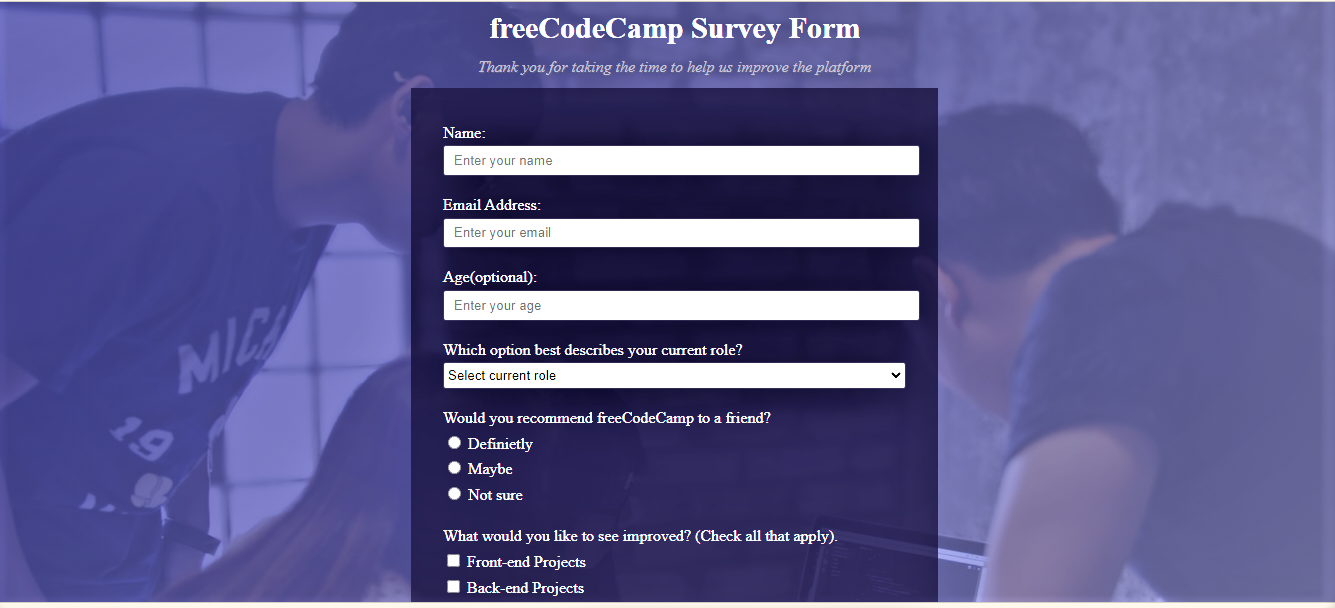 freeCodeCamp Survey Form
Thank you for taking the time to help us improve the platform
Name:
Enter your name
Email Address:
Enter your email
Age(optional):
Enter your age
Which option best describes your current role?
Select current role
Would you recommend freeCodeCamp to a friend?
Definietly
Maybe
Not sure
What would you like to see improved? (Check all that apply).
Front-end Projects
Back-end Projects
MICA
19